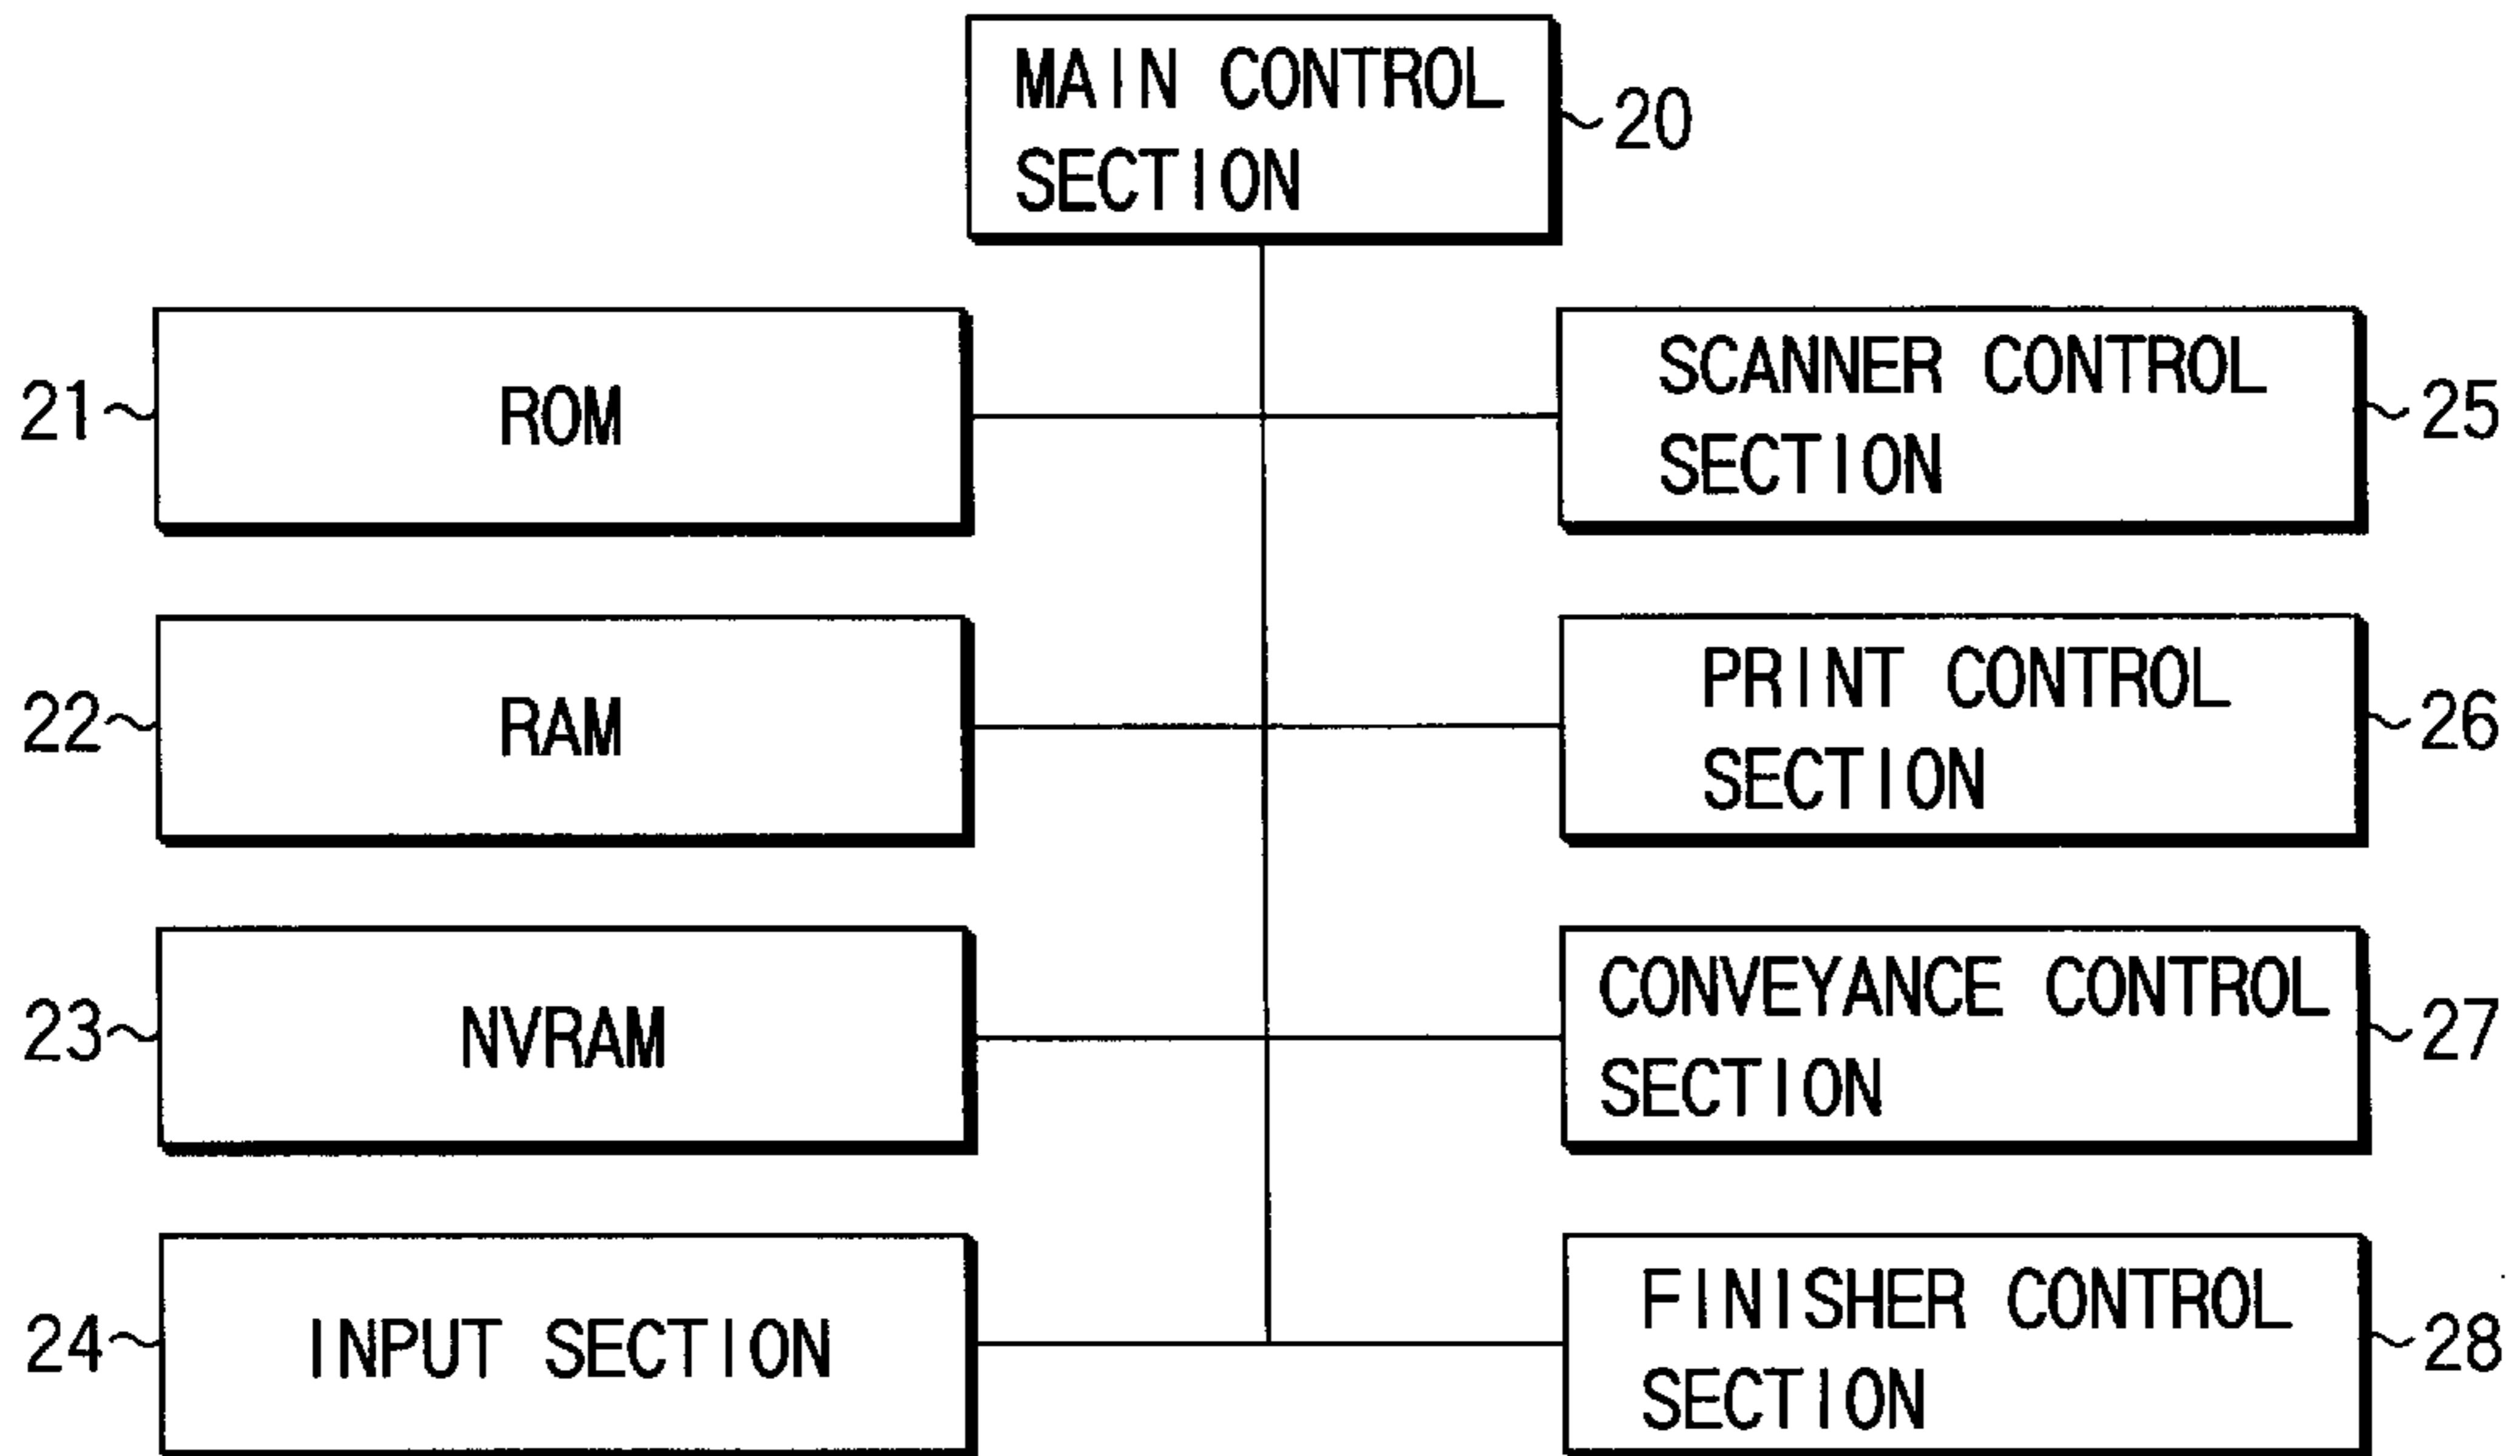 MAIN CONTROL
SECTION
20
21
ROM
SCANNER CONTROL
SECTION
25
22
RAM
PRINT CONTROL
SECTION
26
23
NVRAM
CONVEYANCE CONTROL
SECTION
27
24
INPUT SECTION
FINISHER CONTROL
SECTION
28